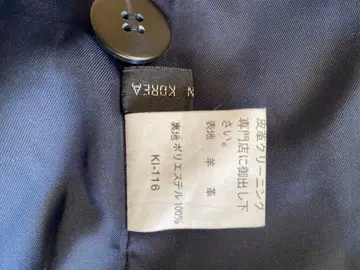 KOREA
皮革クリーニング
専門店に御出し下
さい。
表地 羊 革
裏地 ポリエステル100%
KI-116